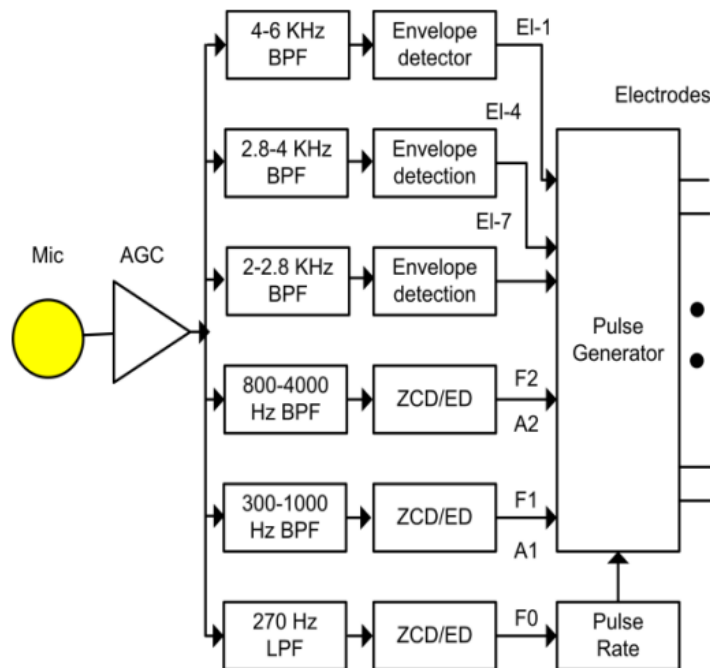 4-6 KHz
BPF
Envelope
detector
El-1
Electrodes
2.8-4 KHz
BPF
Envelope
detection
El-4
Mic
AGC
2-2.8 KHz
BPF
Envelope
detection
El-7
Pulse
Generator
800-4000
Hz BPF
ZCD/ED
F2
A2
300-1000
Hz BPF
ZCD/ED
F1
A1
270 Hz
LPF
ZCD/ED
F0
Pulse
Rate